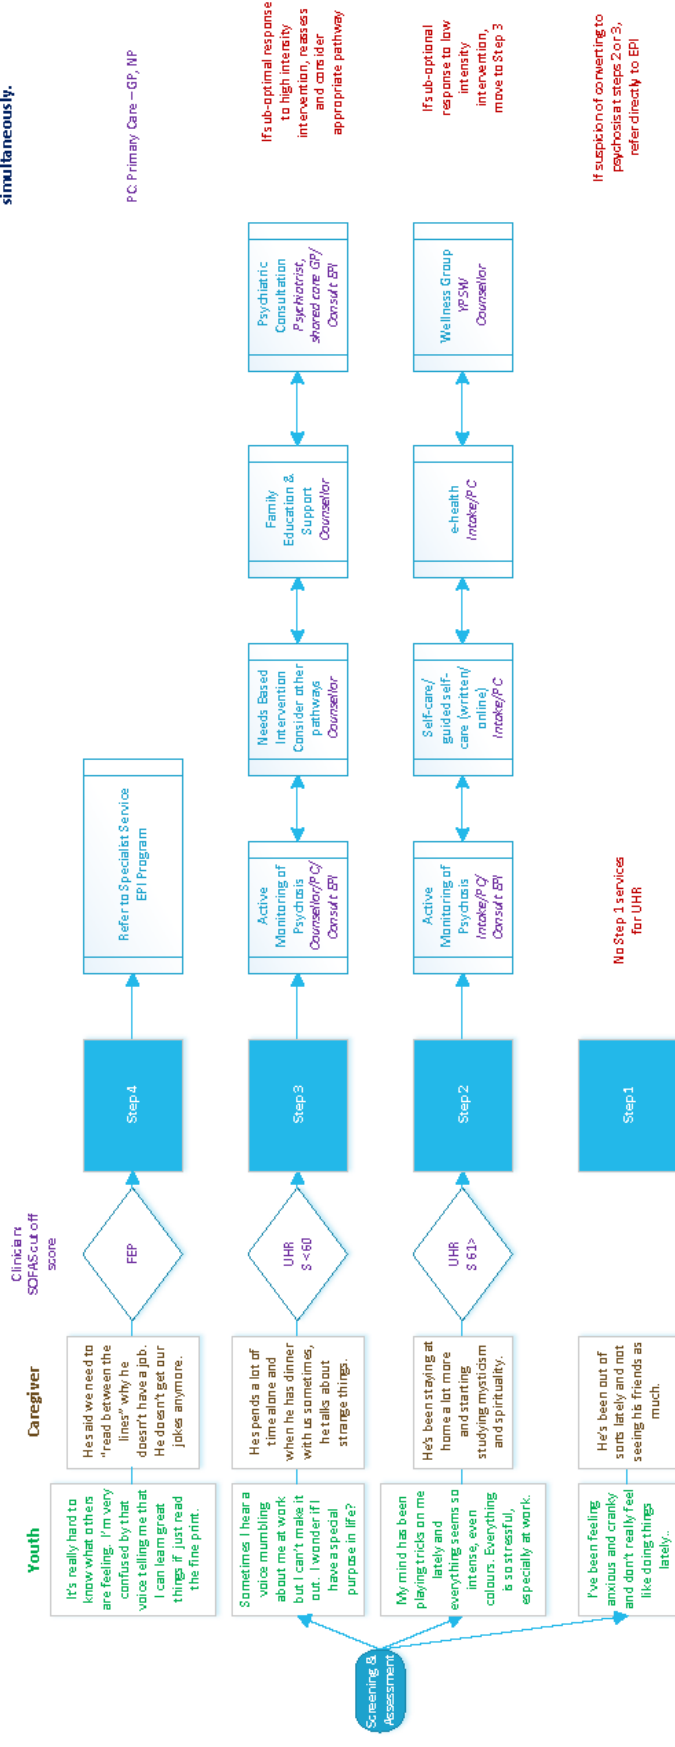 simultaneously.
Youth
Caregiver
Clinician:
SOFAS cut off
score
PC: Primary Care – GP, NP
Screening &
Assessment
It's really hard to
know what others
are feeling. I'm very
confused by that
voice telling me that
I can learn great
things if just read
the fine print.
He said we need to
"read between the
lines" why he
doesn't have a job.
He doesn't get our
jokes anymore.
FEP
Step 4
Refer to Specialist Service
EPI Program
Sometimes I hear a
voice mumbling
about me at work
but I can't make it
out. I wonder if I
have a special
purpose in life?
He spends a lot of
time alone and
when he has dinner
with us sometimes,
he talks about
strange things.
UHR
S <60
Step 3
Active
Monitoring of
Psychosis
Counsellor/PC/
Consult EPI
Needs Based
Intervention
Consider other
pathways
Counsellor
Family
Education &
Support
Counsellor
Psychiatric
Consultation
Psychiatrist,
shared care GP/
Consult EPI
If sub-optimal response
to high intensity
intervention, reassess
and consider
appropriate pathway
My mind has been
playing tricks on me
lately and
everything seems so
intense, even
colours. Everything
is so stressful,
especially at work.
He's been staying at
home a lot more
and starting
studying mysticism
and spirituality.
UHR
S 61>
Step 2
Active
Monitoring of
Psychosis
Intake/PC/
Consult EPI
Self-care/
guided self-
care (written/
online)
Intake/PC
e-health
Intake/PC
Wellness Group
YPSW/
Counsellor
If sub-optional
response to low
intensity
intervention,
move to Step 3
I've been feeling
anxious and cranky
and don't really feel
like doing things
lately..
He's been out of
sorts lately and not
seeing his friends as
much.
Step 1
No Step 1 services
for UHR
If suspicion of converting to
psychosis at steps 2 or 3,
refer directly to EPI